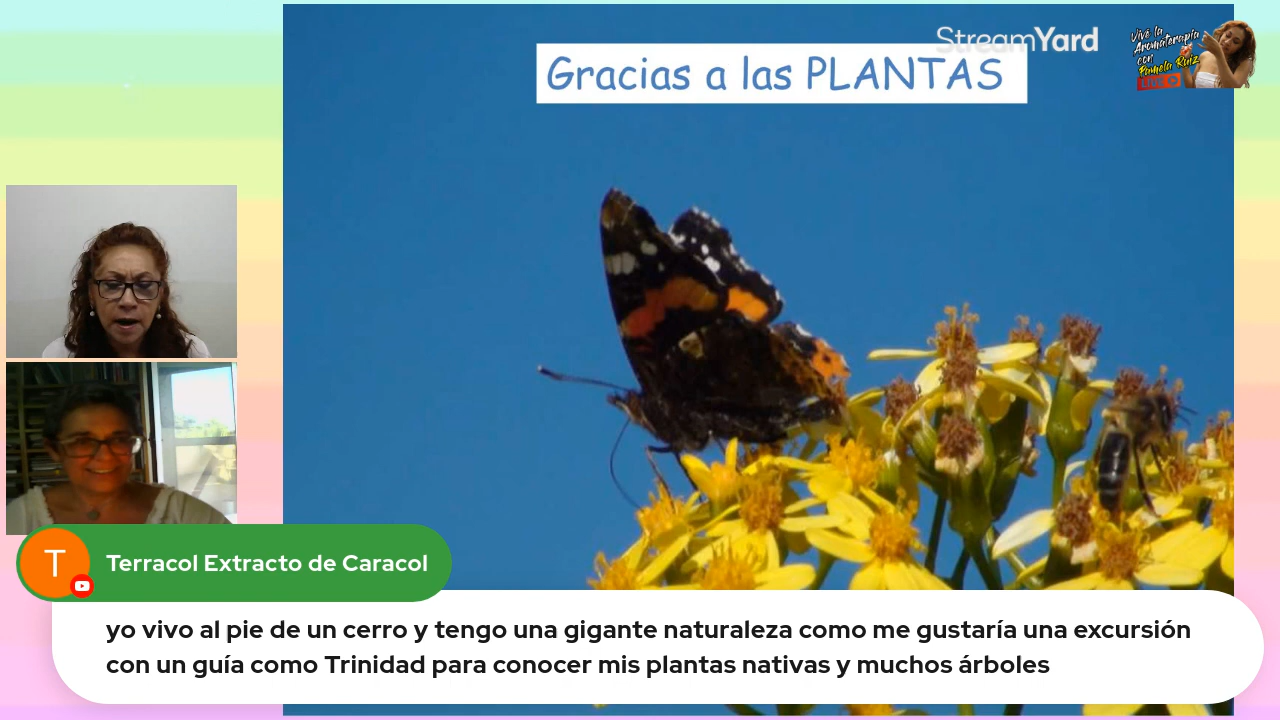 StreamYard
Vive la
Aromaterapia
con
Pamela Ruiz
LIVE
Gracias a las PLANTAS
T
Terracol Extracto de Caracol
yo vivo al pie de un cerro y tengo una gigante naturaleza como me gustaría una excursión
con un guía como Trinidad para conocer mis plantas nativas y muchos árboles